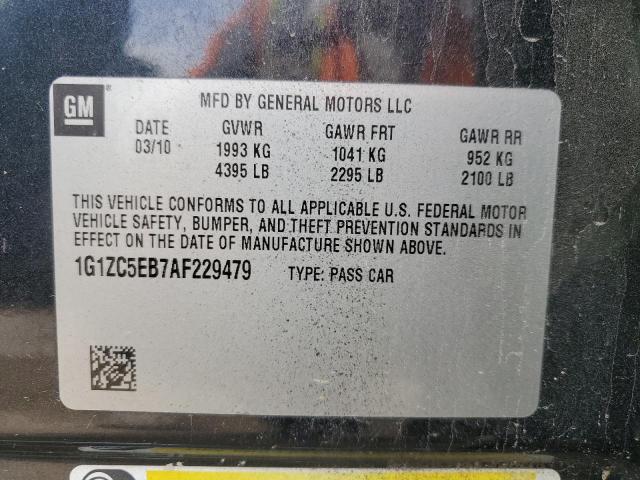 GM®
MFD BY GENERAL MOTORS LLC
DATE GVWR GAWR FRT GAWR RR
03/10 1993 KG 1041 KG 952 KG
4395 LB 2295 LB 2100 LB
THIS VEHICLE CONFORMS TO ALL APPLICABLE U.S. FEDERAL MOTOR
VEHICLE SAFETY, BUMPER, AND THEFT PREVENTION STANDARDS IN
EFFECT ON THE DATE OF MANUFACTURE SHOWN ABOVE.
1G1ZC5EB7AF229479 TYPE: PASS CAR